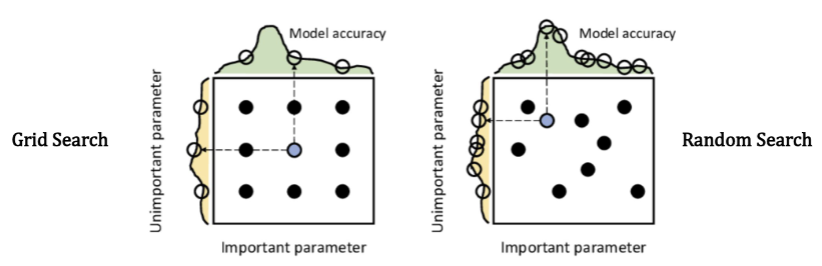 Grid Search
Unimportant parameter
Model accuracy
Important parameter
Unimportant parameter
Model accuracy
Important parameter
Random Search